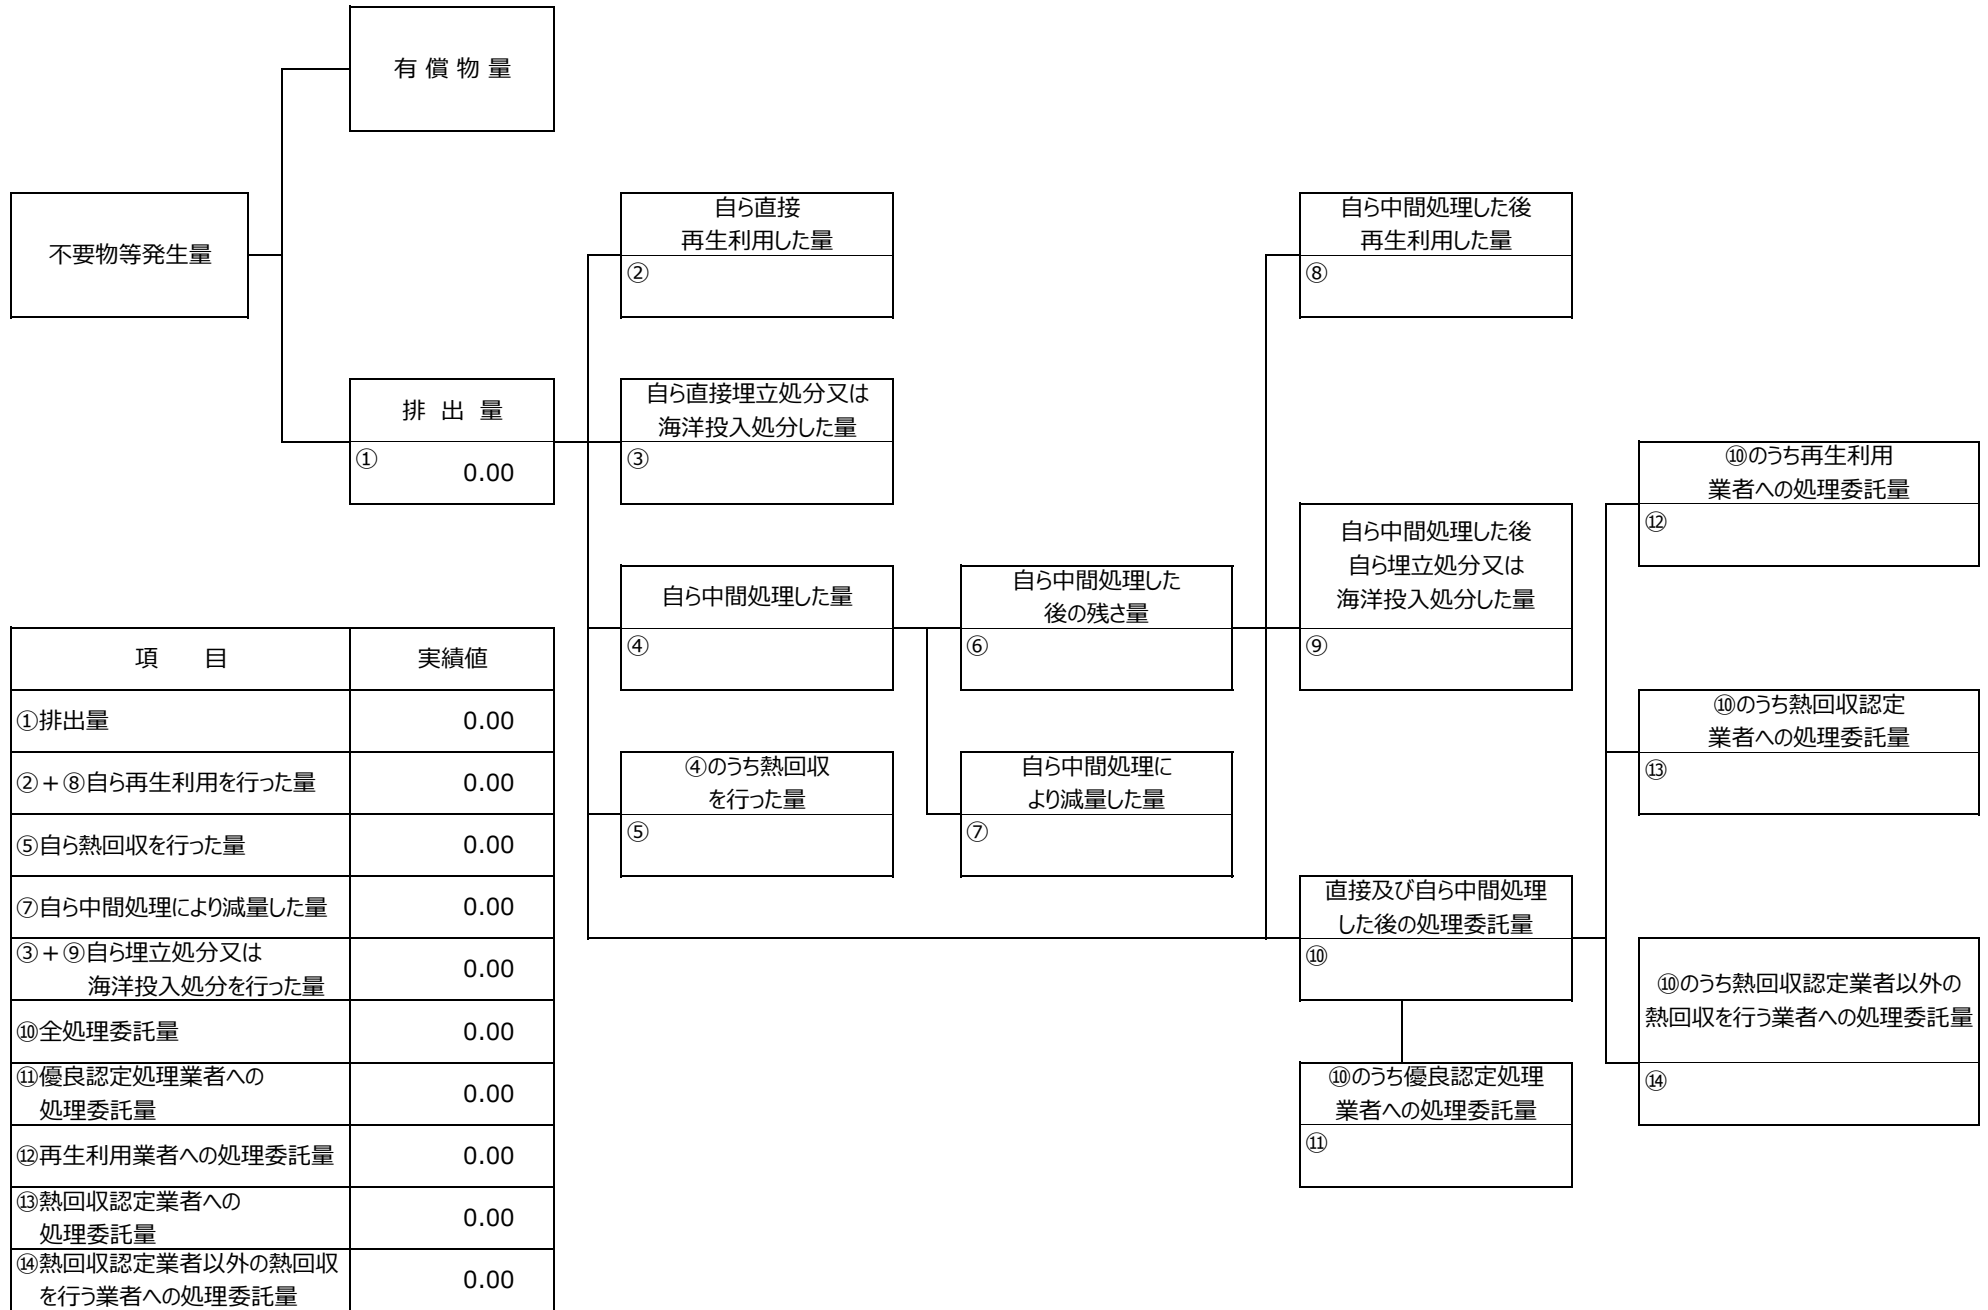 有償物量
不要物等発生量
排出量
①
0.00
自ら直接
再生利用した量
②
自ら直接埋立処分又は
海洋投入処分した量
③
自ら中間処理した量
④
④のうち熱回収
を行った量
⑤
自ら中間処理した
後の残さ量
⑥
自ら中間処理に
より減量した量
⑦
自ら中間処理した後
再生利用した量
⑧
自ら中間処理した後
自ら埋立処分又は
海洋投入処分した量
⑨
直接及び自ら中間処理
した後の処理委託量
⑩
⑩のうち優良認定処理
業者への処理委託量
⑪
⑩のうち再生利用
業者への処理委託量
⑫
⑩のうち熱回収認定
業者への処理委託量
⑬
⑩のうち熱回収認定業者以外の
熱回収を行う業者への処理委託量
⑭
項　目 実績値
①排出量 0.00
②+⑧自ら再生利用を行った量 0.00
⑤自ら熱回収を行った量 0.00
⑦自ら中間処理により減量した量 0.00
③+⑨自ら埋立処分又は
海洋投入処分を行った量 0.00
⑩全処理委託量 0.00
⑪優良認定処理業者への
処理委託量 0.00
⑫再生利用業者への処理委託量 0.00
⑬熱回収認定業者への
処理委託量 0.00
⑭熱回収認定業者以外の熱回収
を行う業者への処理委託量 0.00